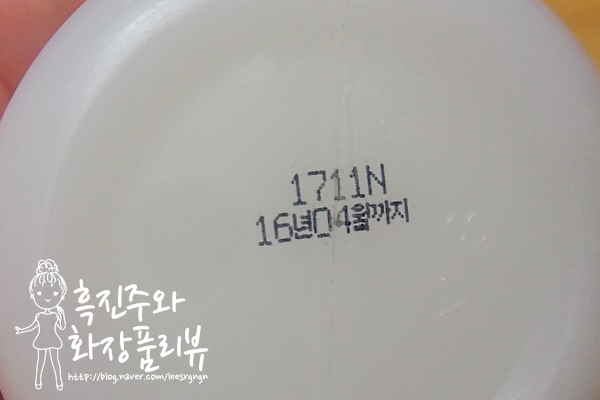 1711N
16년04월까지
흑진주와
화장품리뷰
http://blog.naver.com/leesrgngn